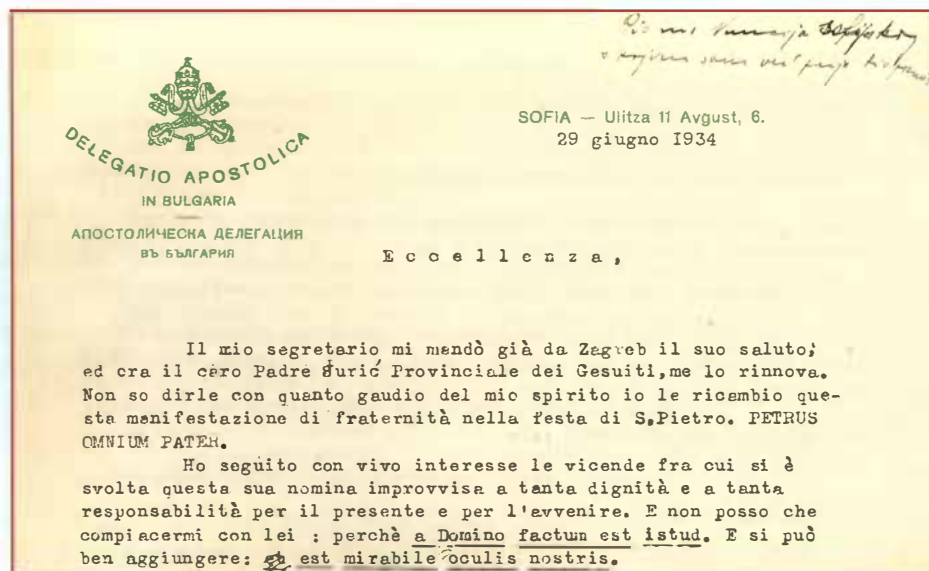 Sofijskog
SOFIA — Ulitza 11 Avgust, 6.
29 giugno I934
DELEGATIO APOSTOLICA
IN BULGARIA
АПОСТОЛИЧЕСКА ДЕЛЕГАЦИЯ
ВЪ БЪЛГАРИЯ
E c c e l l e n z a ,
Il mio segretario mi mandò già da Zagreb il suo saluto;
ed ora il caro Padre Jurić Provinciale dei Gesuiti,me lo rinnova.
Non so dirle con quanto gaudio del mio spirito io le ricambio que-
sta manifestazione di fraternità nella festa di S.Pietro. PETRUS
OMNIUM PATER.
Ho seguito con vivo interesse le vicende fra cui si è
svolta questa sua nomina improvvisa a tanta dignità e a tanta
responsabilità per il presente e per l'avvenire. E non posso che
compiacermi con lei : perchè a Domino factum est istud. E si può
ben aggiungere: est mirabile oculis nostris.